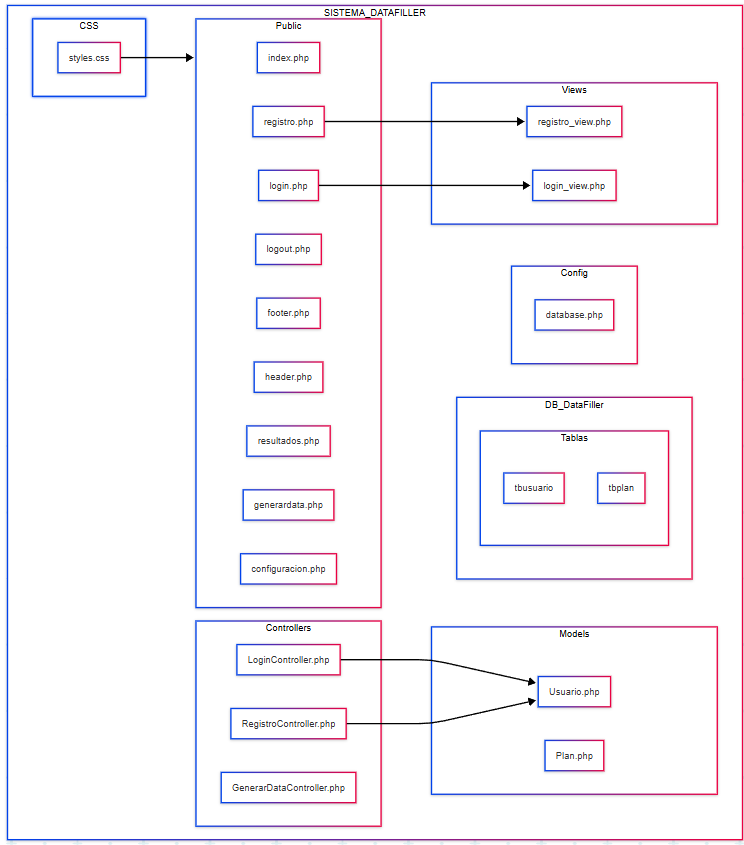 SISTEMA_DATAFILLER
CSS
styles.css
Public
index.php
registro.php
login.php
logout.php
footer.php
header.php
resultados.php
generardata.php
configuracion.php
Views
registro_view.php
login_view.php
Config
database.php
DB_DataFiller
Tablas
tbusuario
tbplan
Controllers
LoginController.php
RegistroController.php
GenerarDataController.php
Models
Usuario.php
Plan.php